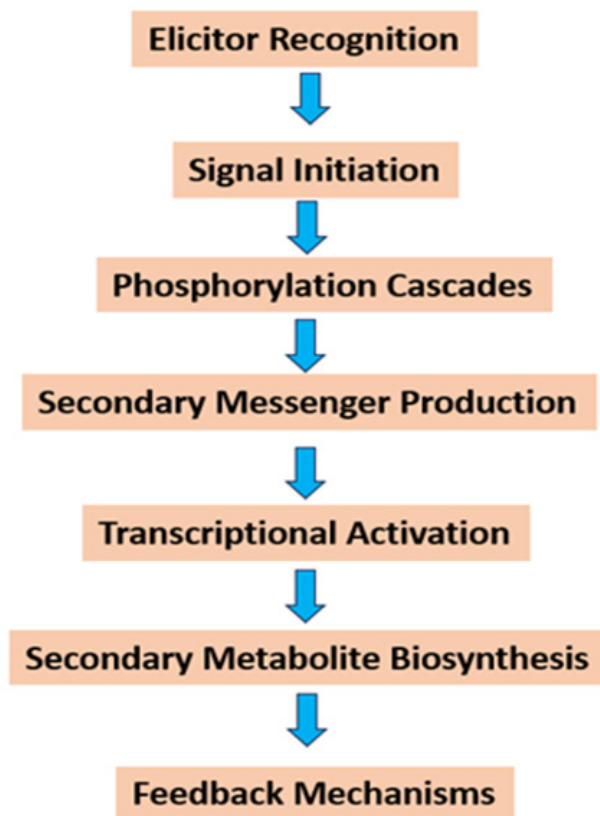 Elicitor Recognition
Signal Initiation
Phosphorylation Cascades
Secondary Messenger Production
Transcriptional Activation
Secondary Metabolite Biosynthesis
Feedback Mechanisms